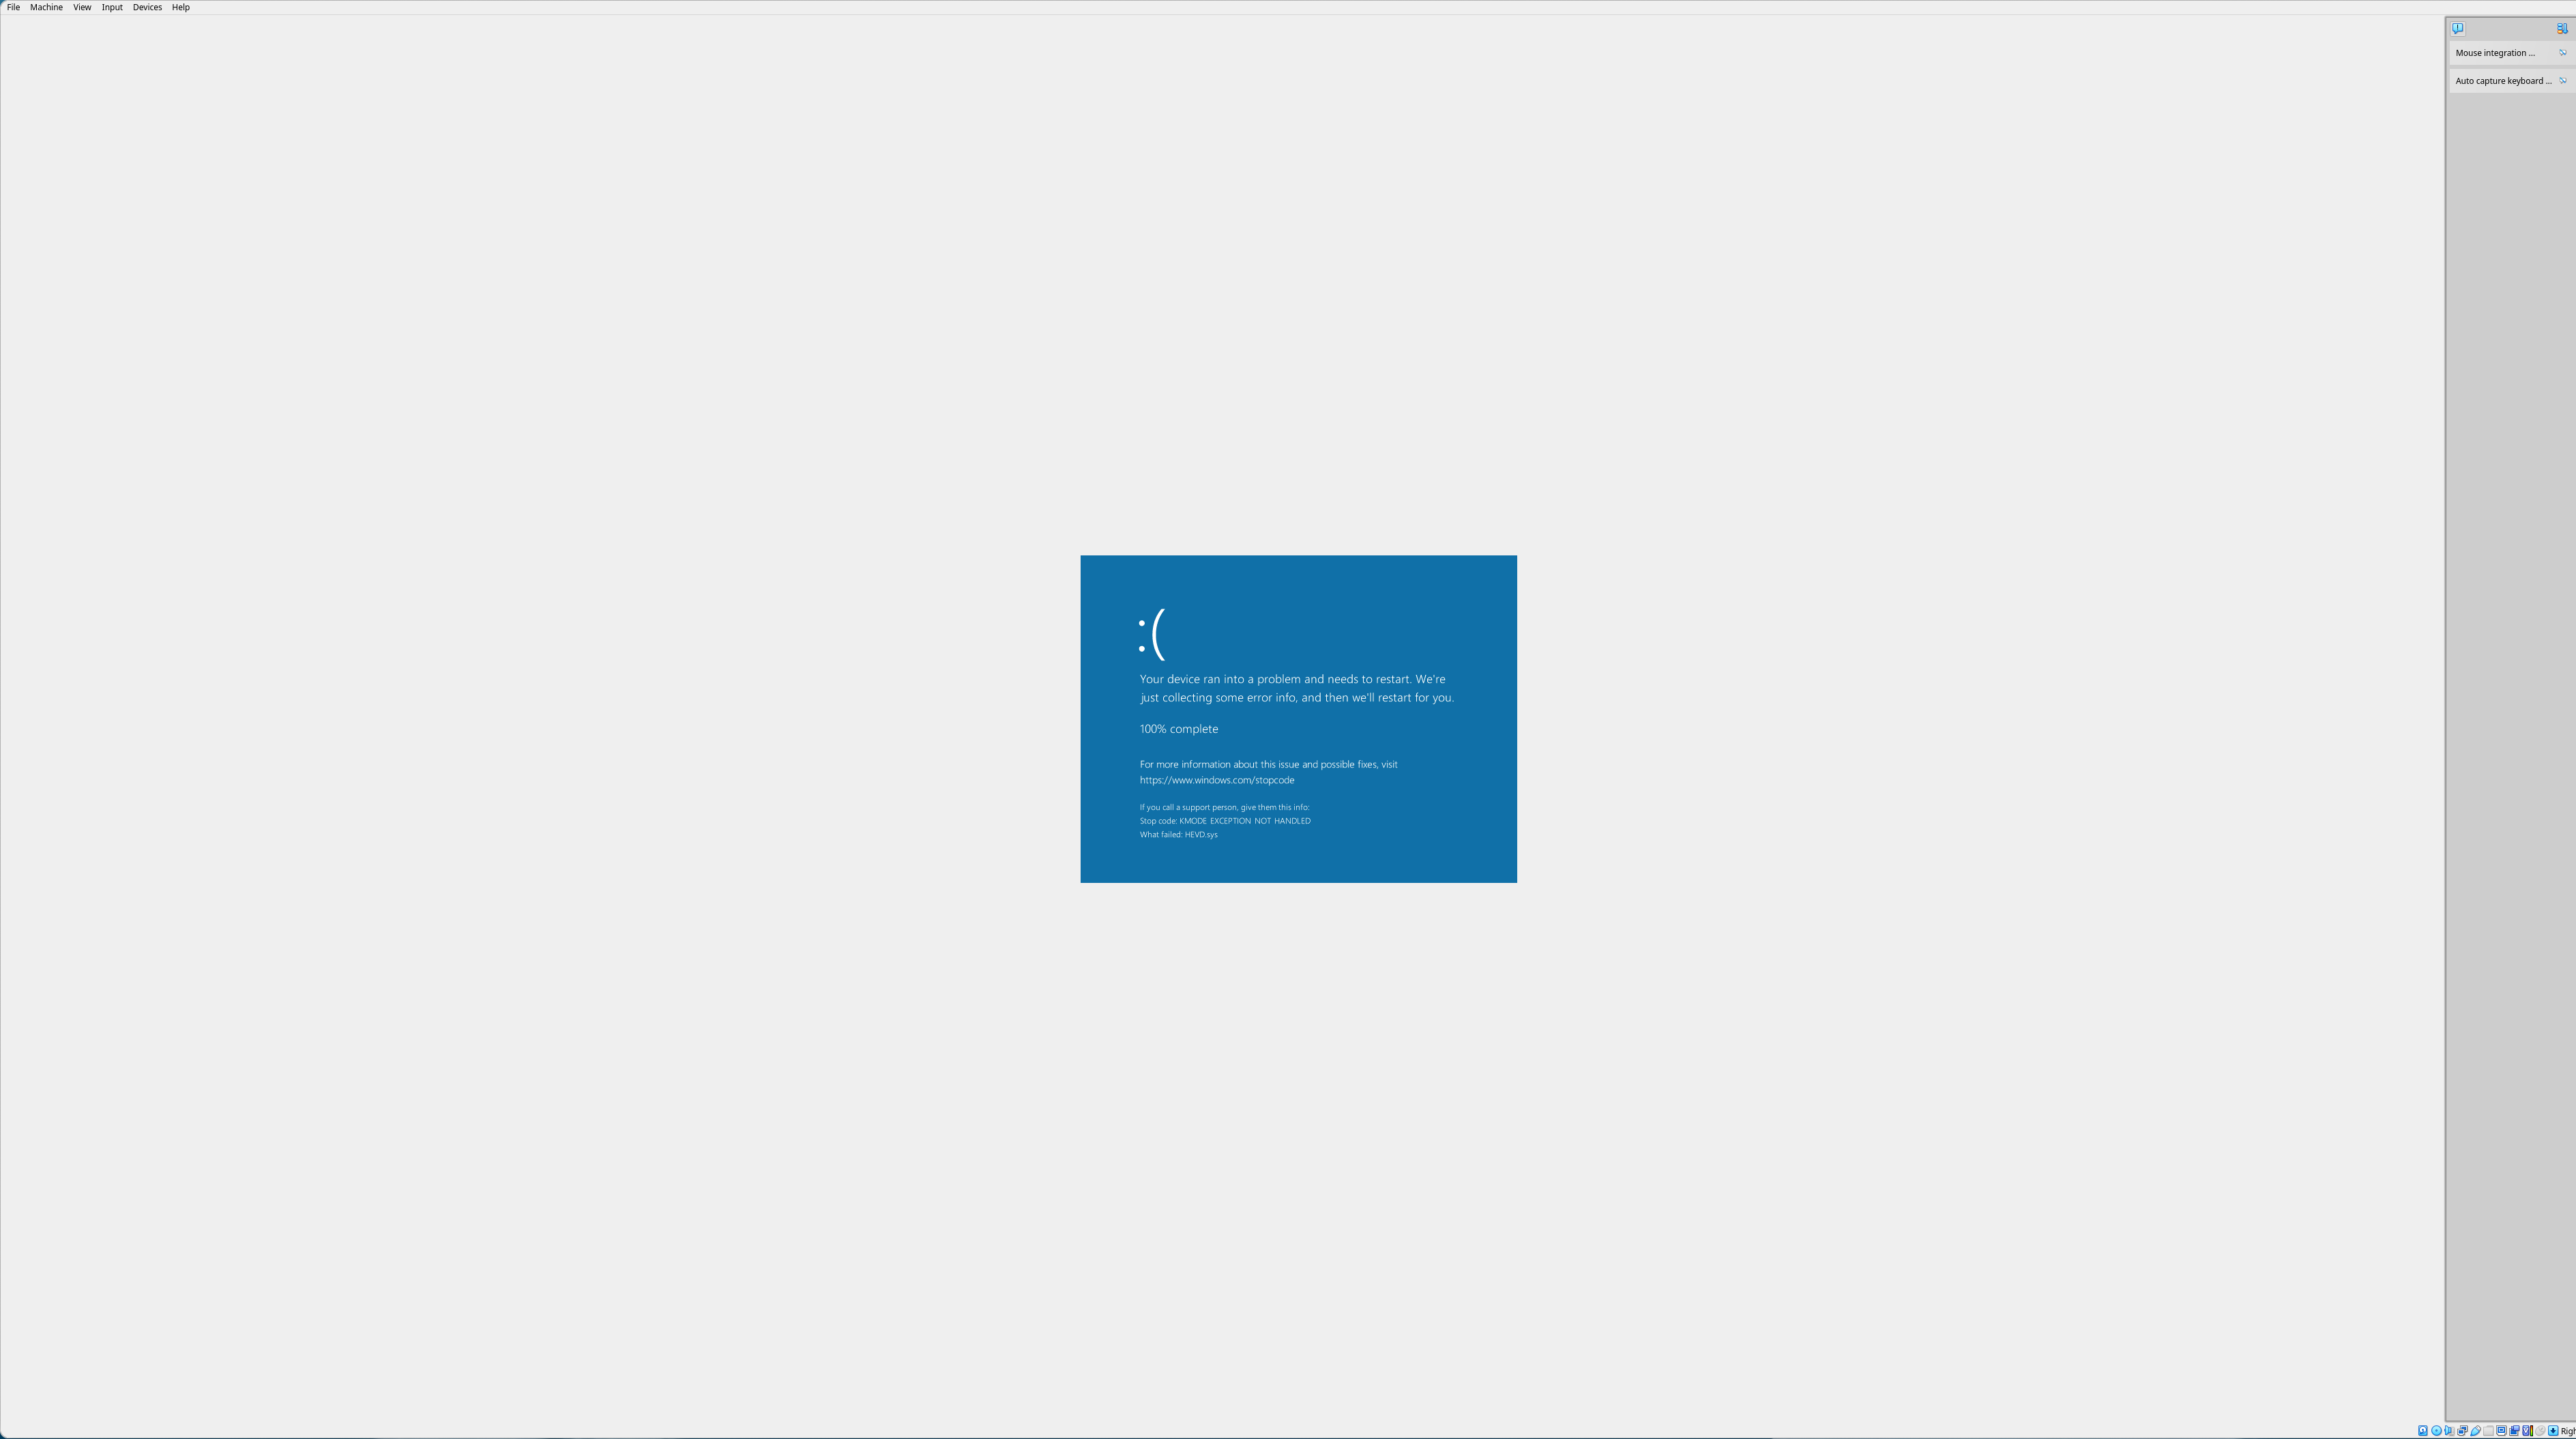 File Machine View Input Devices Help
Mouse integration ...
Auto capture keyboard ...
:(
Your device ran into a problem and needs to restart. We're
just collecting some error info, and then we'll restart for you.
100% complete
For more information about this issue and possible fixes, visit
https://www.windows.com/stopcode
If you call a support person, give them this info:
Stop code: KMODE EXCEPTION NOT HANDLED
What failed: HEVD.sys
Rig